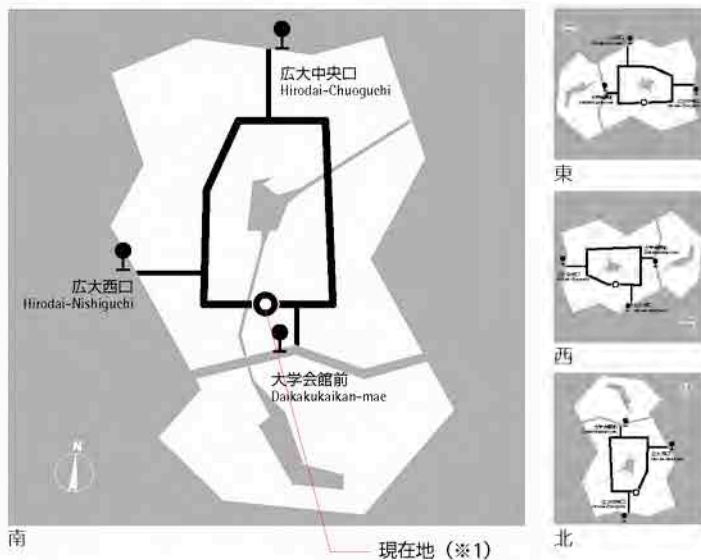 広大中央口
Hirodai-Chuoguchi
広大西口
Hirodai-Nishiguchi
大学会館前
Daikakukaikan-mae
N
南
現在地（※1）
東
西
北